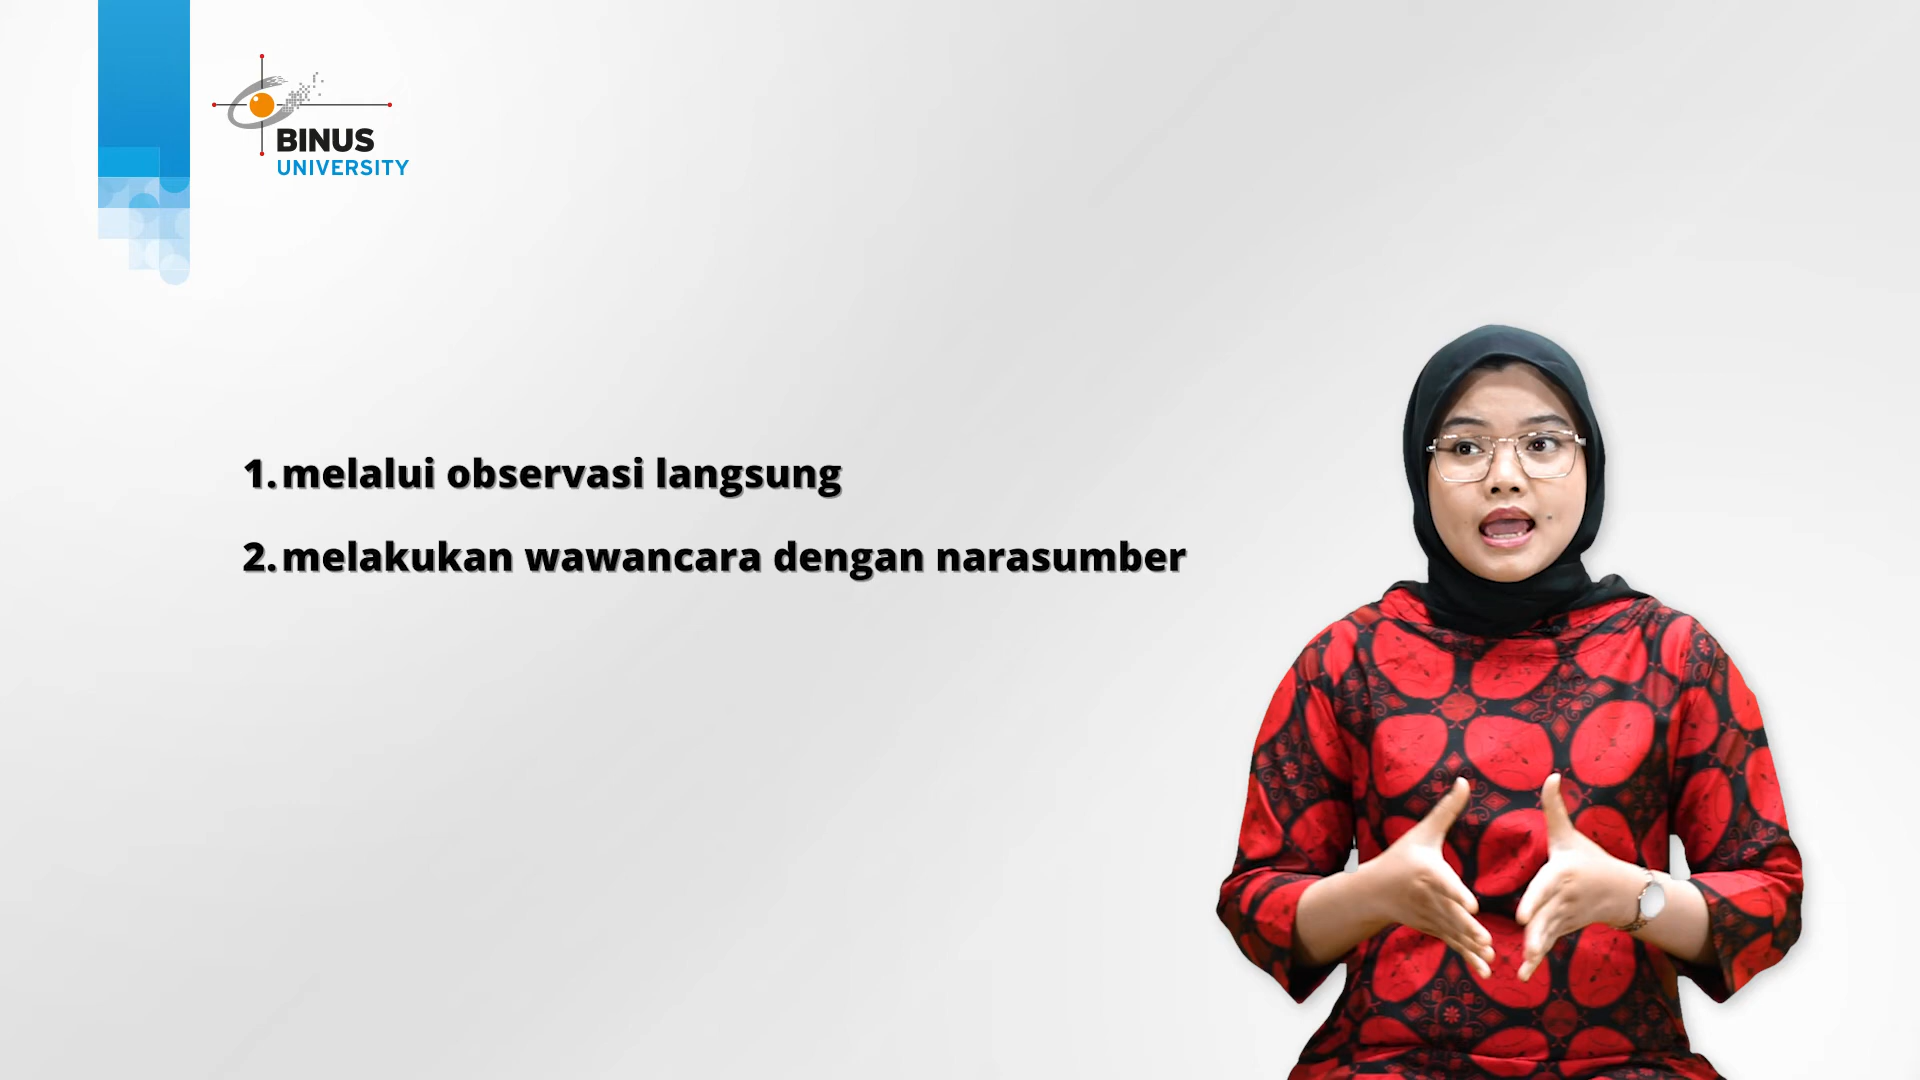 BINUS
UNIVERSITY
1. melalui observasi langsung
2. melakukan wawancara dengan narasumber